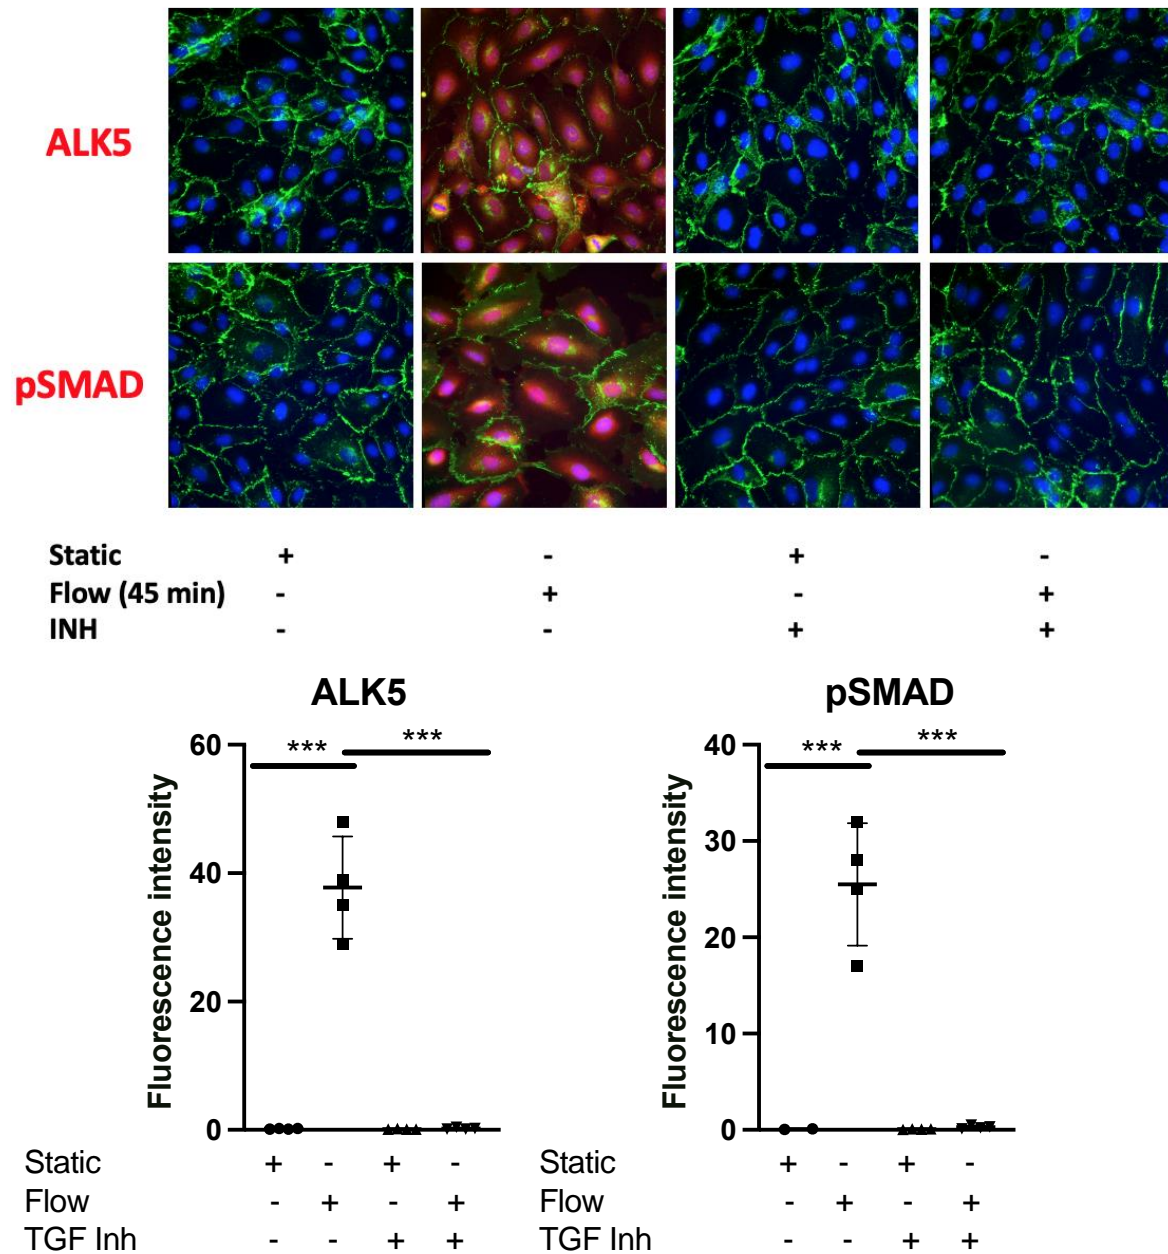 ALK5
pSMAD
Static + - + -
Flow (45 min) - + - +
INH - - + +
ALK5
60
40
20
0
Fluorescence intensity
*** ***
Static + - + -
Flow - + - +
TGF Inh - - + +
pSMAD
40
30
20
10
0
Fluorescence intensity
*** ***
Static + - + -
Flow - + - +
TGF Inh - - + +